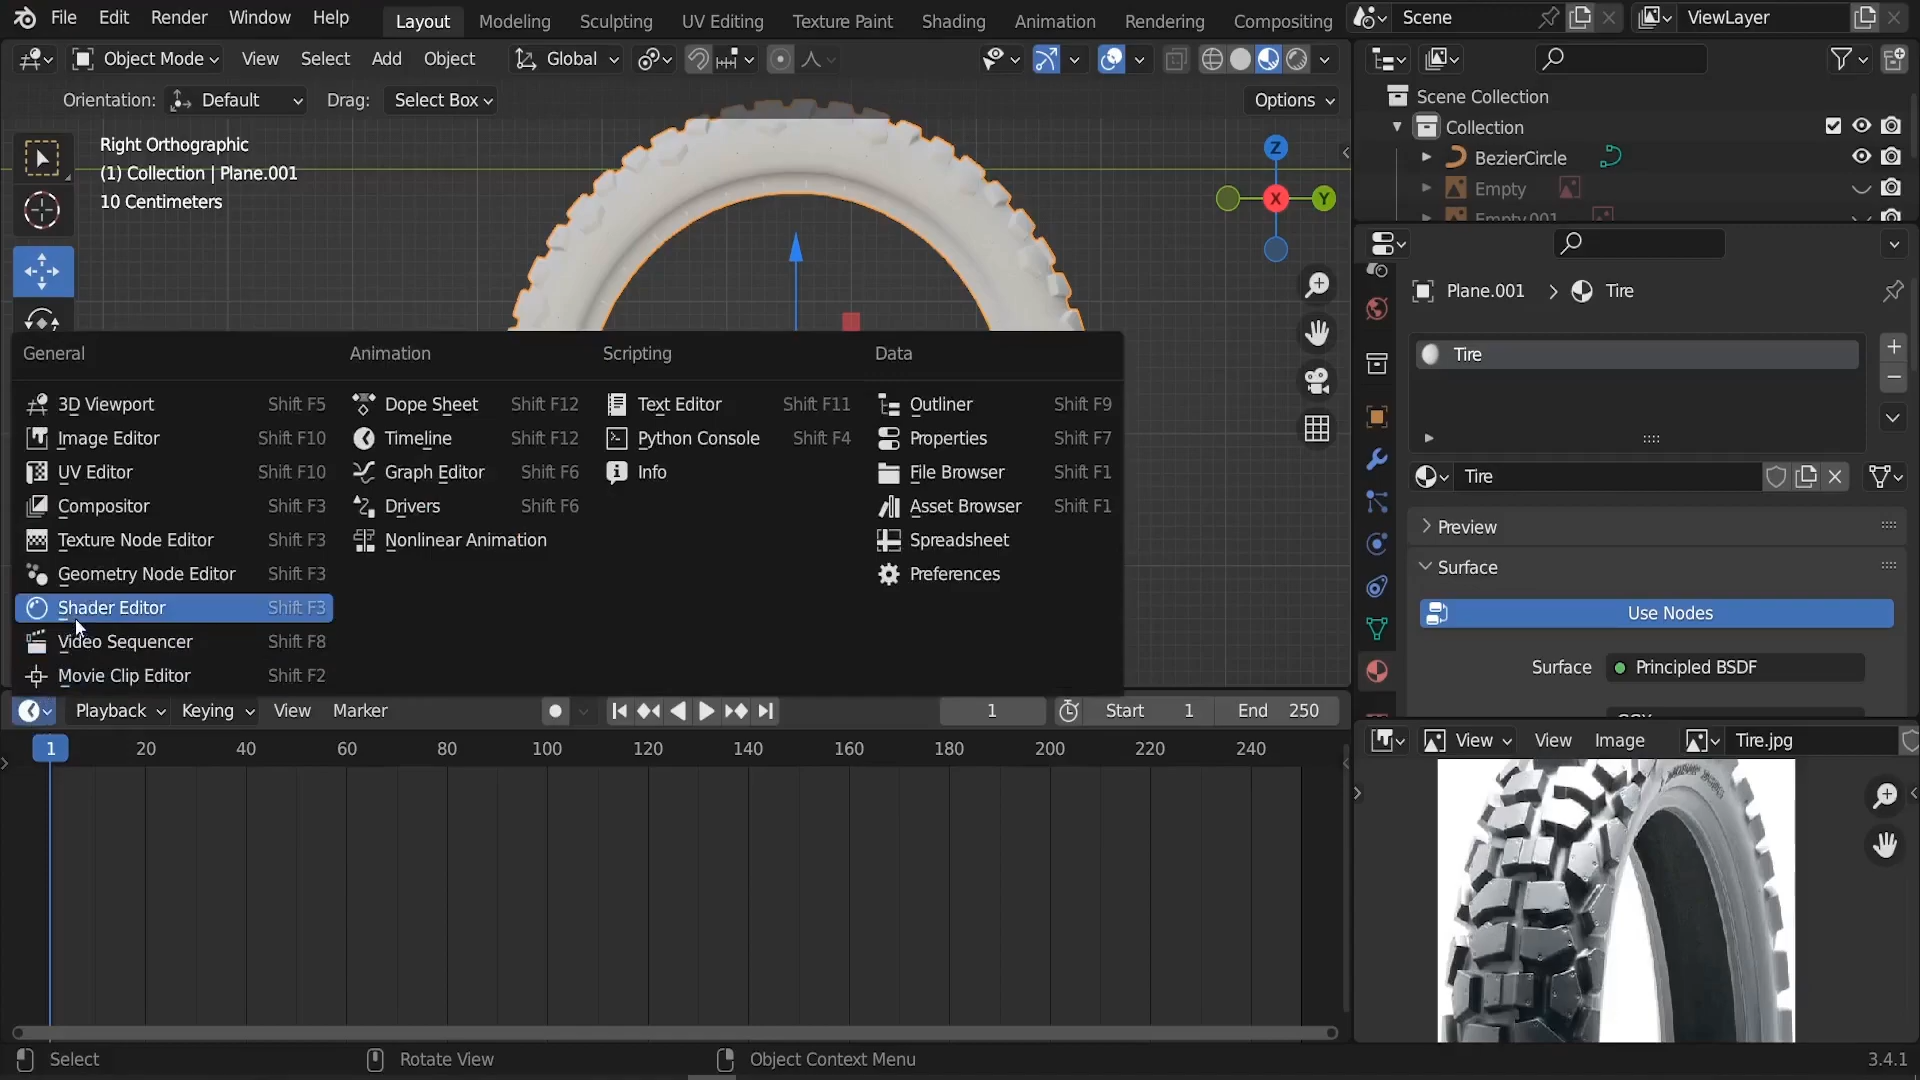 File Edit Render Window Help Layout Modeling Sculpting UV Editing Texture Paint Shading Animation Rendering Compositing Scene ViewLayer
Object Mode View Select Add Object Global
Orientation: Default Drag: Select Box Options
Right Orthographic
(1) Collection | Plane.001
10 Centimeters
Z
X
Y
Scene Collection
Collection
BezierCircle
Empty
Empty.001
Plane.001 Tire
Tire
Tire
Preview
Surface
Use Nodes
Surface Principled BSDF
General Animation Scripting Data
3D Viewport Shift F5 Dope Sheet Shift F12 Text Editor Shift F11 Outliner Shift F9
Image Editor Shift F10 Timeline Shift F12 Python Console Shift F4 Properties Shift F7
UV Editor Shift F10 Graph Editor Shift F6 Info File Browser Shift F1
Compositor Shift F3 Drivers Shift F6 Asset Browser Shift F1
Texture Node Editor Shift F3 Nonlinear Animation Spreadsheet
Geometry Node Editor Shift F3 Preferences
Shader Editor Shift F3
Video Sequencer Shift F8
Movie Clip Editor Shift F2
Playback Keying View Marker 1 Start 1 End 250
1 20 40 60 80 100 120 140 160 180 200 220 240
View View Image Tire.jpg
Select Rotate View Object Context Menu 3.4.1